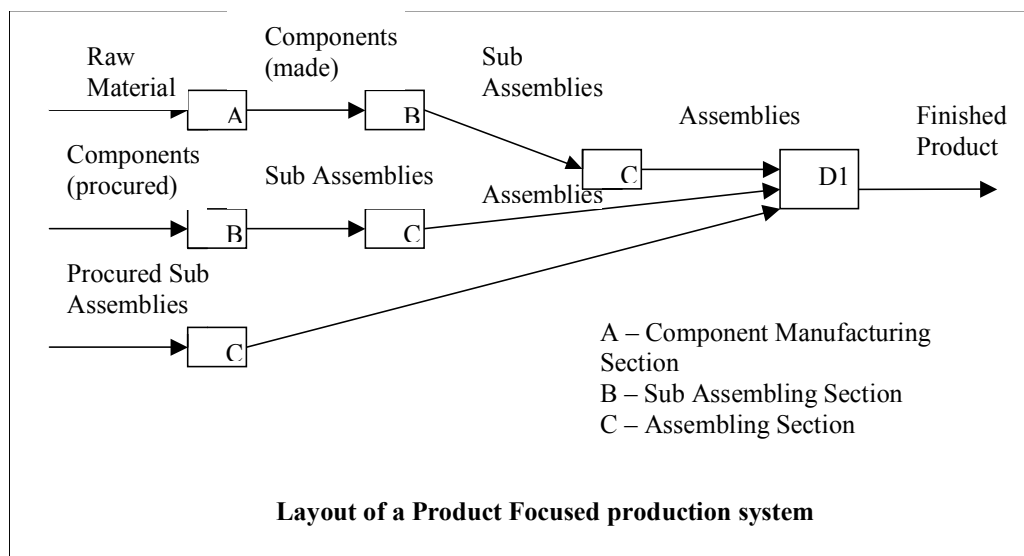 Raw
Material
Components
(made)
Sub
Assemblies
Assemblies
Finished
Product
A
B
C
D1
Components
(procured)
Sub Assemblies
Assemblies
B
C
Procured Sub
Assemblies
C
A – Component Manufacturing
Section
B – Sub Assembling Section
C – Assembling Section
Layout of a Product Focused production system